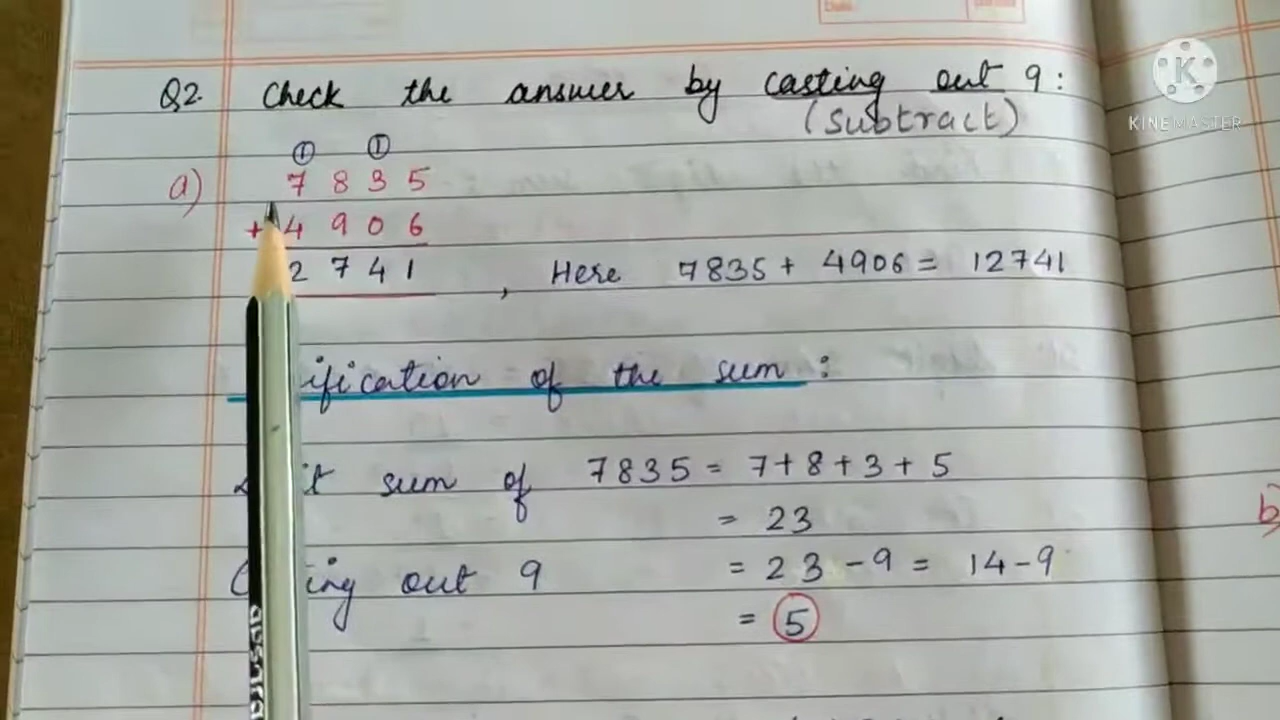 Q2. Check the answer by casting out 9 :
(Subtract)
1 1
a) 7 8 3 5
+ 4 9 0 6
2 7 4 1 , Here 7835 + 4906 = 12741
ification of the sum :
sum of 7835 = 7+8+3+5
= 23
ing out 9 = 23 - 9 = 14 - 9
= 5
b
KINEMASTER
K